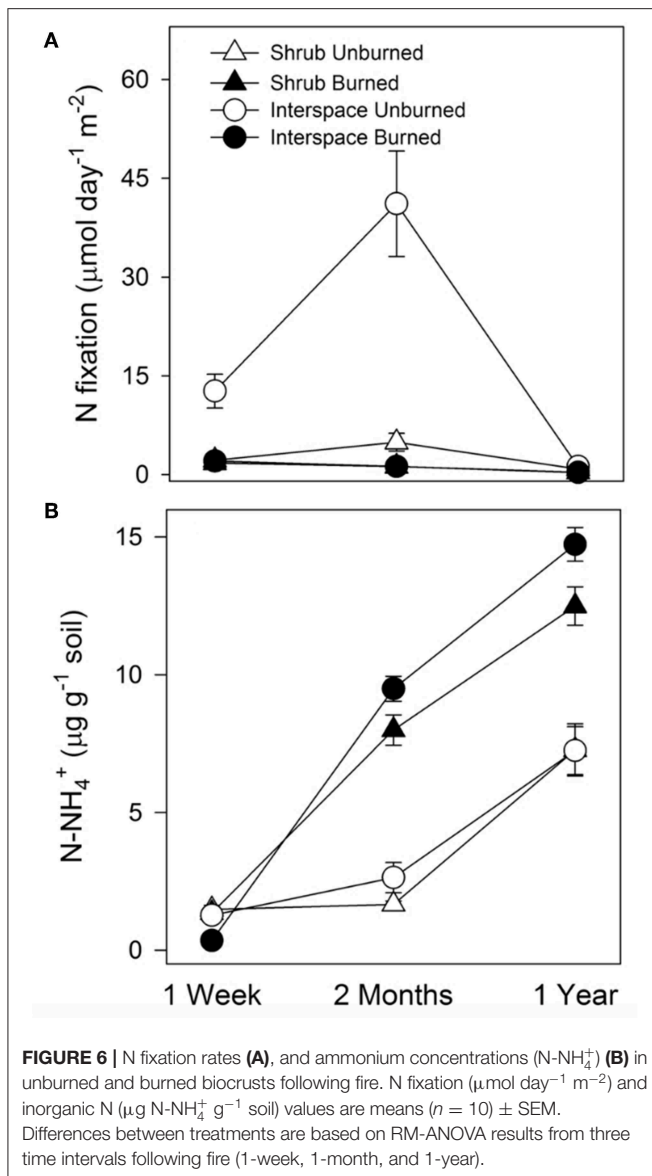 A
Shrub Unburned
Shrub Burned
Interspace Unburned
Interspace Burned
60
45
30
15
0
N fixation (μmol day⁻¹ m⁻²)
B
15
10
5
0
N-NH₄⁺ (μg g⁻¹ soil)
1 Week 2 Months 1 Year
FIGURE 6 | N fixation rates (A), and ammonium concentrations (N-NH₄⁺) (B) in
unburned and burned biocrusts following fire. N fixation (μmol day⁻¹ m⁻²) and
inorganic N (μg N-NH₄⁺ g⁻¹ soil) values are means (n = 10) ± SEM.
Differences between treatments are based on RM-ANOVA results from three
time intervals following fire (1-week, 1-month, and 1-year).